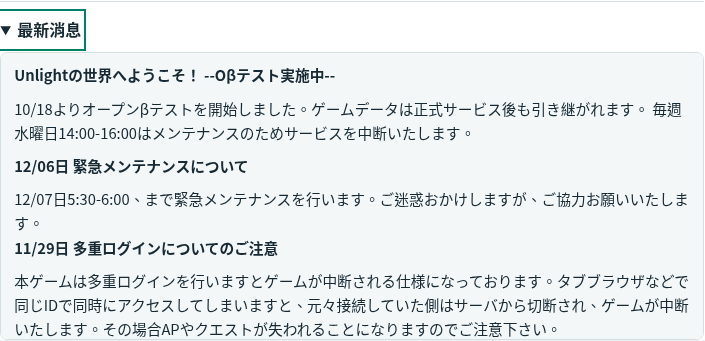 ▼ 最新消息
Unlightの世界へようこそ！ --Oβテスト実施中--
10/18よりオープンβテストを開始しました。ゲームデータは正式サービス後も引き継がれます。 毎週
水曜日14:00-16:00はメンテナンスのためサービスを中断いたします。
12/06日 緊急メンテナンスについて
12/07日5:30-6:00、まで緊急メンテナンスを行います。ご迷惑おかけしますが、ご協力お願いいたしま
す。
11/29日 多重ログインについてのご注意
本ゲームは多重ログインを行いますとゲームが中断される仕様になっております。タブブラウザなどで
同じIDで同時にアクセスしてしまいますと、元々接続していた側はサーバから切断され、ゲームが中断
いたします。その場合APやクエストが失われることになりますのでご注意下さい。